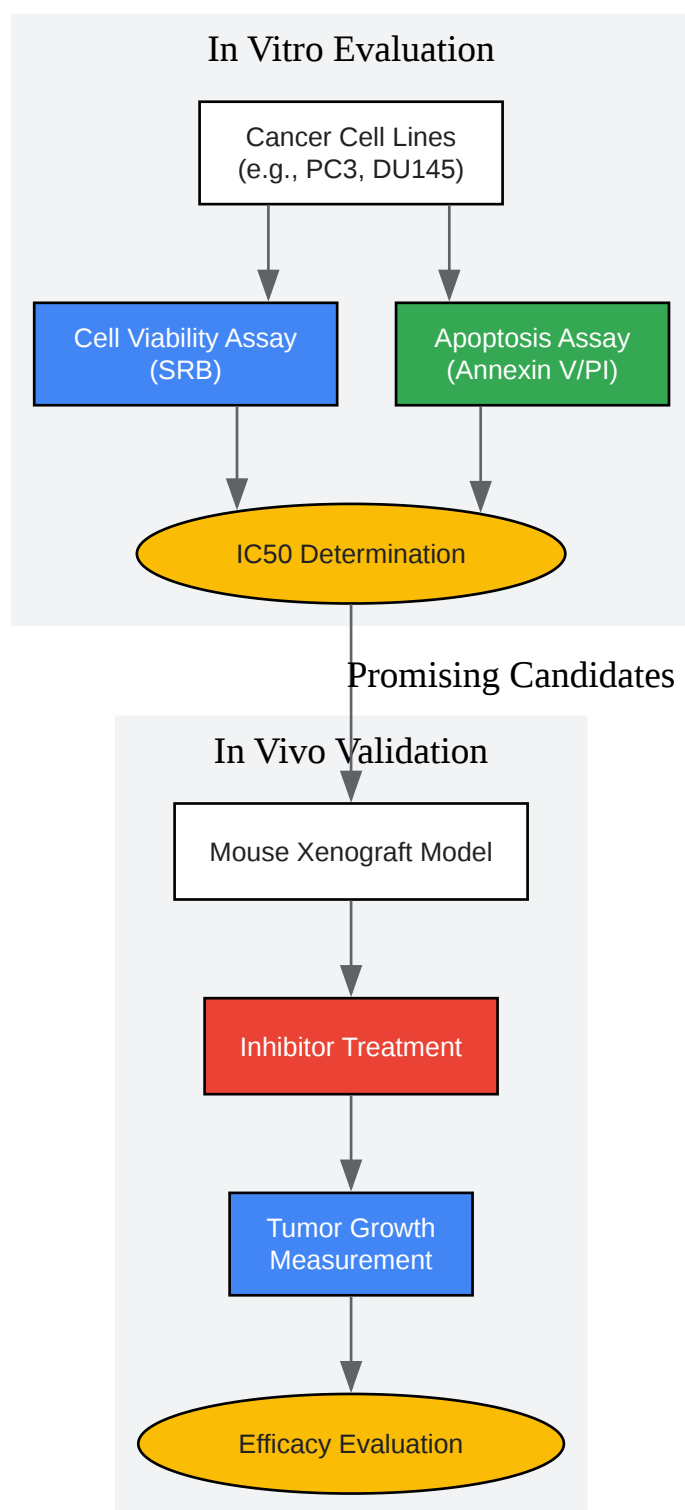 In Vitro Evaluation
Cancer Cell Lines
(e.g., PC3, DU145)
Cell Viability Assay
(SRB)
Apoptosis Assay
(Annexin V/PI)
IC50 Determination
Promising Candidates
In Vivo Validation
Mouse Xenograft Model
Inhibitor Treatment
Tumor Growth
Measurement
Efficacy Evaluation